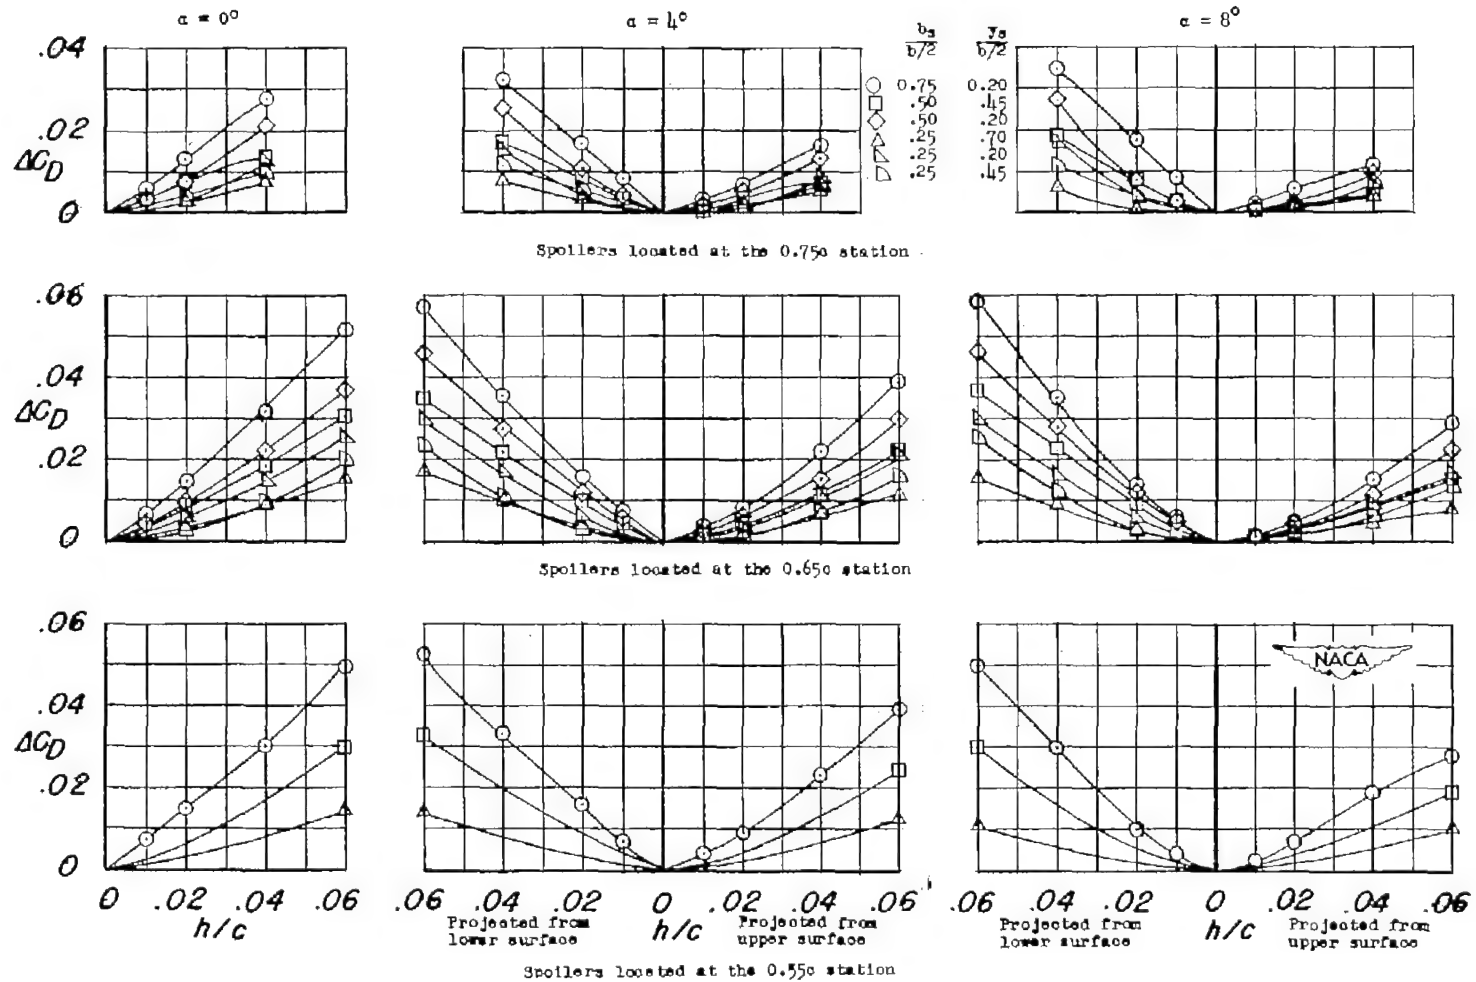 α = 0°
α = 4°
α = 8°
.04
.02
ΔC_D
0
b_s
b/2
y_s
b/2
0.75 0.20
.50 .45
.50 .20
.25 .70
.25 .20
.25 .45
Spoilers located at the 0.75c station
.06
.04
ΔC_D
.02
0
Spoilers located at the 0.65c station
.06
.04
ΔC_D
.02
0
NACA
0 .02 .04 .06
h/c
.06 .04 .02 0 .02 .04 .06
Projected from
lower surface
h/c
Projected from
upper surface
.06 .04 .02 0 .02 .04 .06
Projected from
lower surface
h/c
Projected from
upper surface
Spoilers located at the 0.55c station